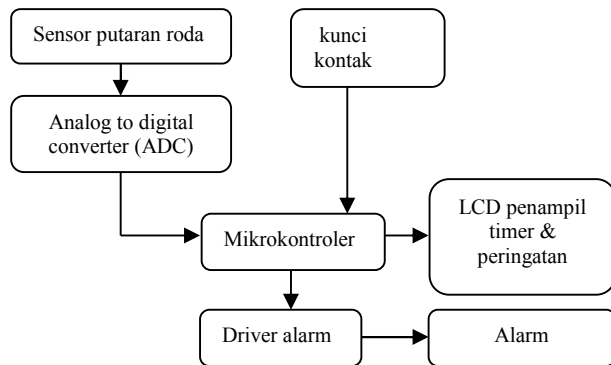 Sensor putaran roda
kunci
kontak
Analog to digital
converter (ADC)
LCD penampil
timer &
peringatan
Mikrokontroler
Driver alarm
Alarm